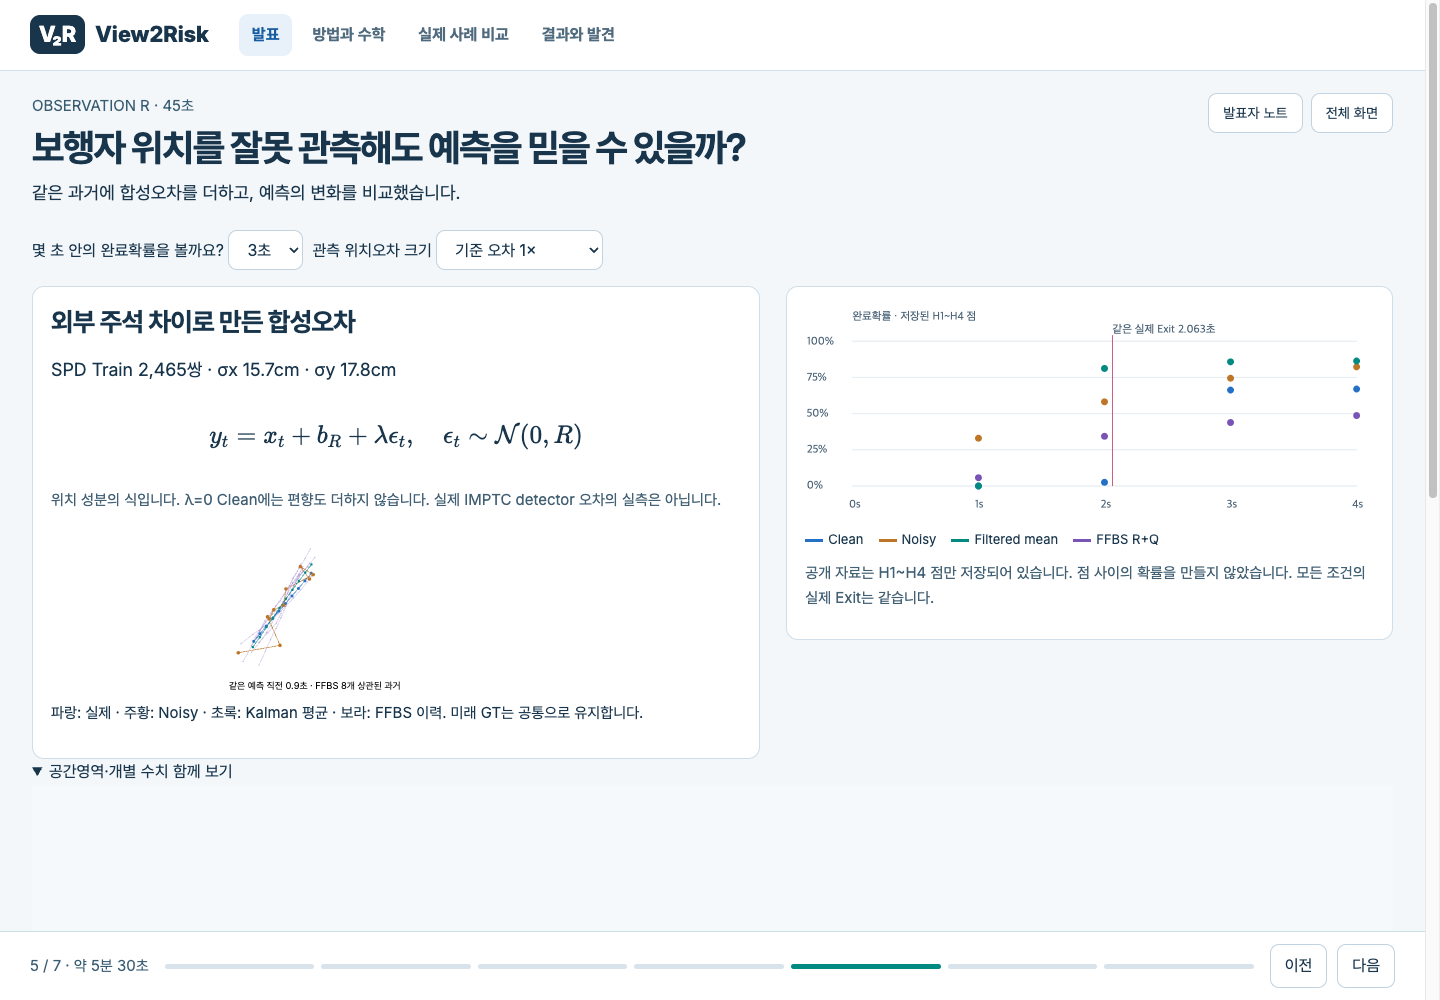 V2R View2Risk 발표 방법과 수학 실제 사례 비교 결과와 발견
OBSERVATION R · 45초
발표자 노트 전체 화면
보행자 위치를 잘못 관측해도 예측을 믿을 수 있을까?
같은 과거에 합성오차를 더하고, 예측의 변화를 비교했습니다.
몇 초 안의 완료확률을 볼까요? 3초 관측 위치오차 크기 기준 오차 1×
외부 주석 차이로 만든 합성오차
SPD Train 2,465쌍 · σx 15.7cm · σy 17.8cm
y_t = x_t + b_R + λϵ_t, ϵ_t ∼ 𝒩(0, R)
위치 성분의 식입니다. λ=0 Clean에는 편향도 더하지 않습니다. 실제 IMPTC detector 오차의 실측은 아닙니다.
같은 예측 직전 0.9초 · FFBS 8개 상관된 과거
파랑: 실제 · 주황: Noisy · 초록: Kalman 평균 · 보라: FFBS 이력. 미래 GT는 공통으로 유지합니다.
완료확률 · 저장된 H1~H4 점
같은 실제 Exit 2.063초
100%
75%
50%
25%
0%
0s 1s 2s 3s 4s
Clean Noisy Filtered mean FFBS R+Q
공개 자료는 H1~H4 점만 저장되어 있습니다. 점 사이의 확률을 만들지 않았습니다. 모든 조건의
실제 Exit는 같습니다.
▼ 공간영역·개별 수치 함께 보기
5 / 7 · 약 5분 30초 이전 다음